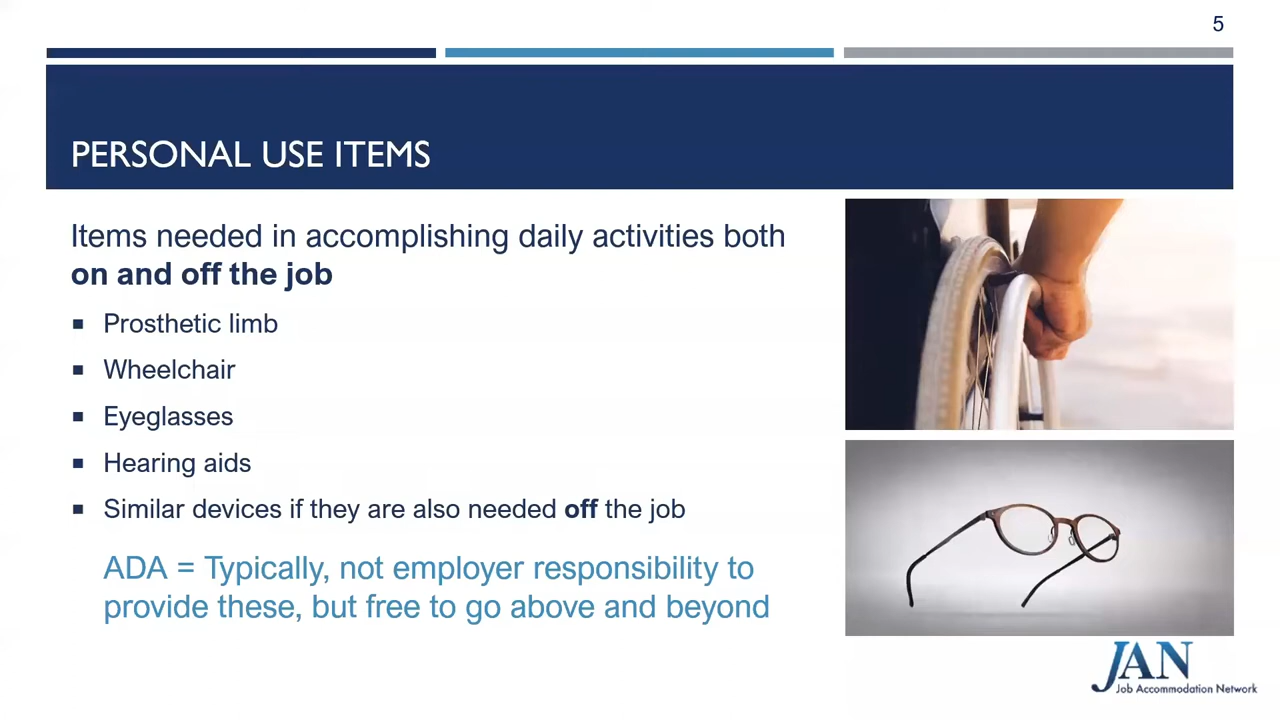 5
PERSONAL USE ITEMS
Items needed in accomplishing daily activities both
on and off the job
▪ Prosthetic limb
▪ Wheelchair
▪ Eyeglasses
▪ Hearing aids
▪ Similar devices if they are also needed off the job
ADA = Typically, not employer responsibility to
provide these, but free to go above and beyond
JAN
Job Accommodation Network